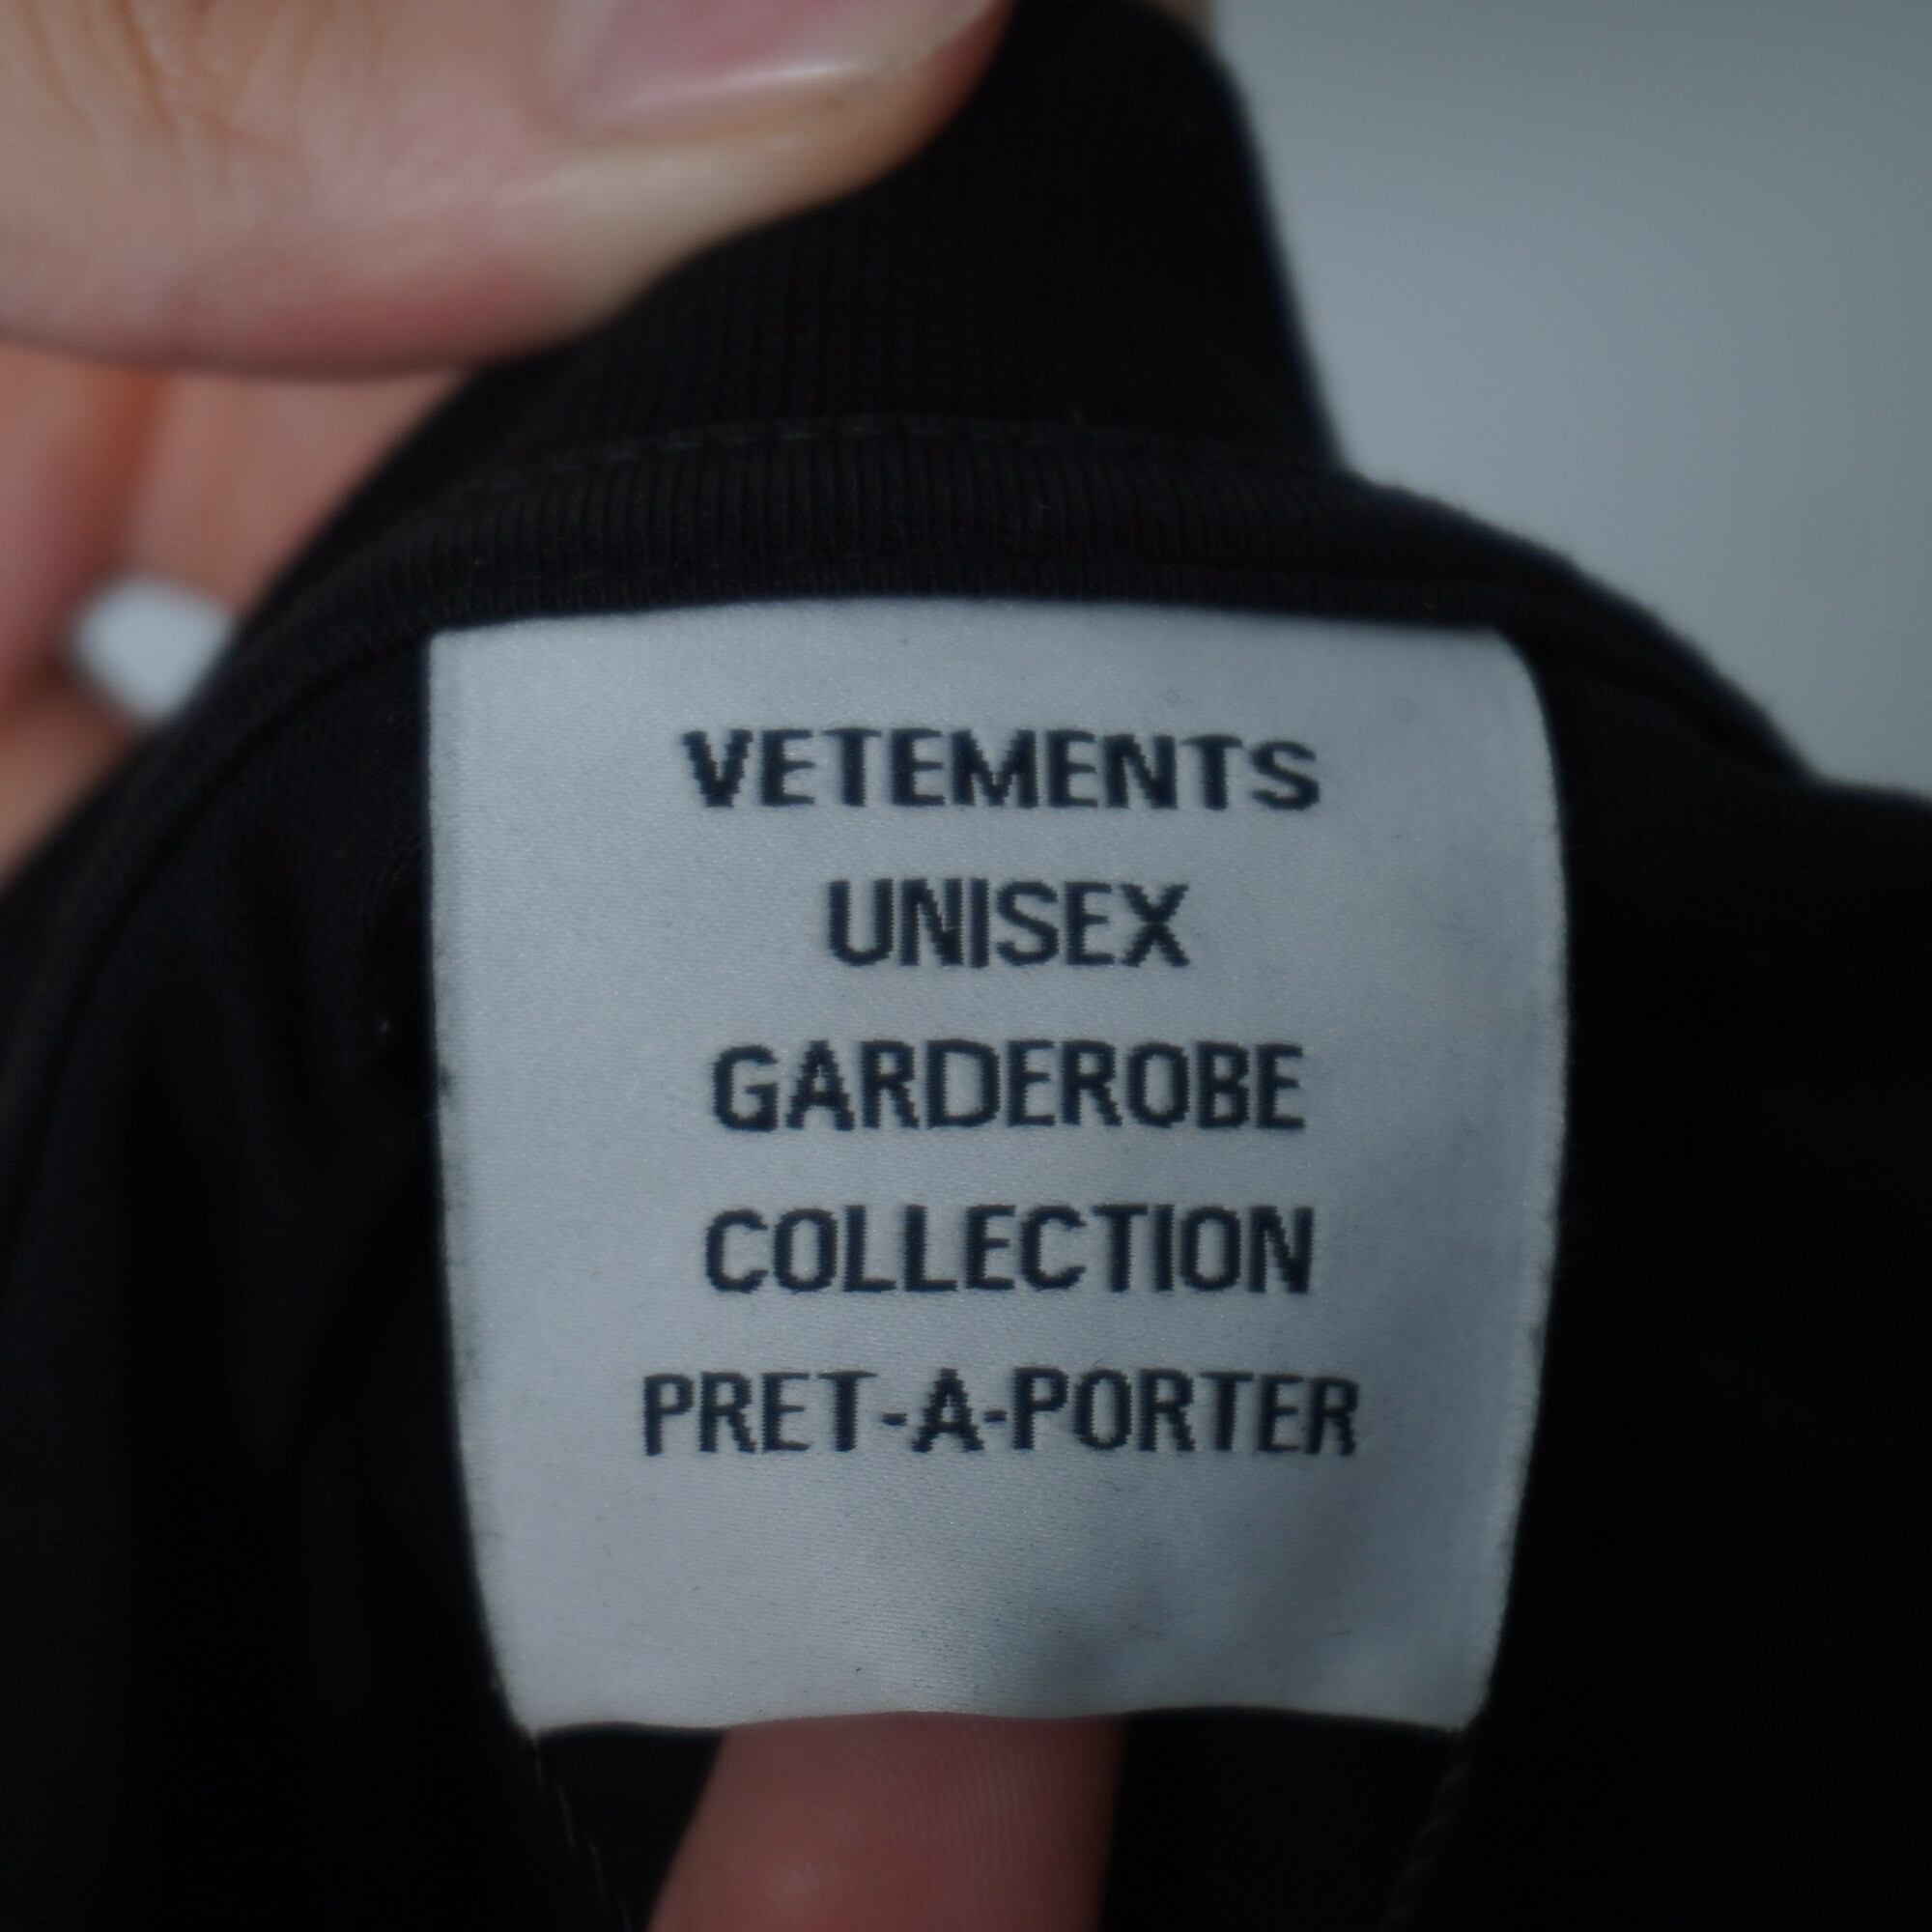 VETEMENTS
UNISEX
GARDEROBE
COLLECTION
PRET-A-PORTER